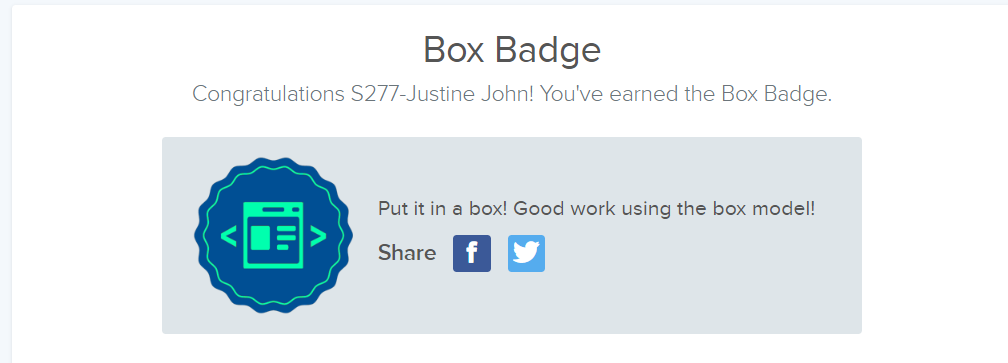 Box Badge
Congratulations S277-Justine John! You've earned the Box Badge.
Put it in a box! Good work using the box model!
Share